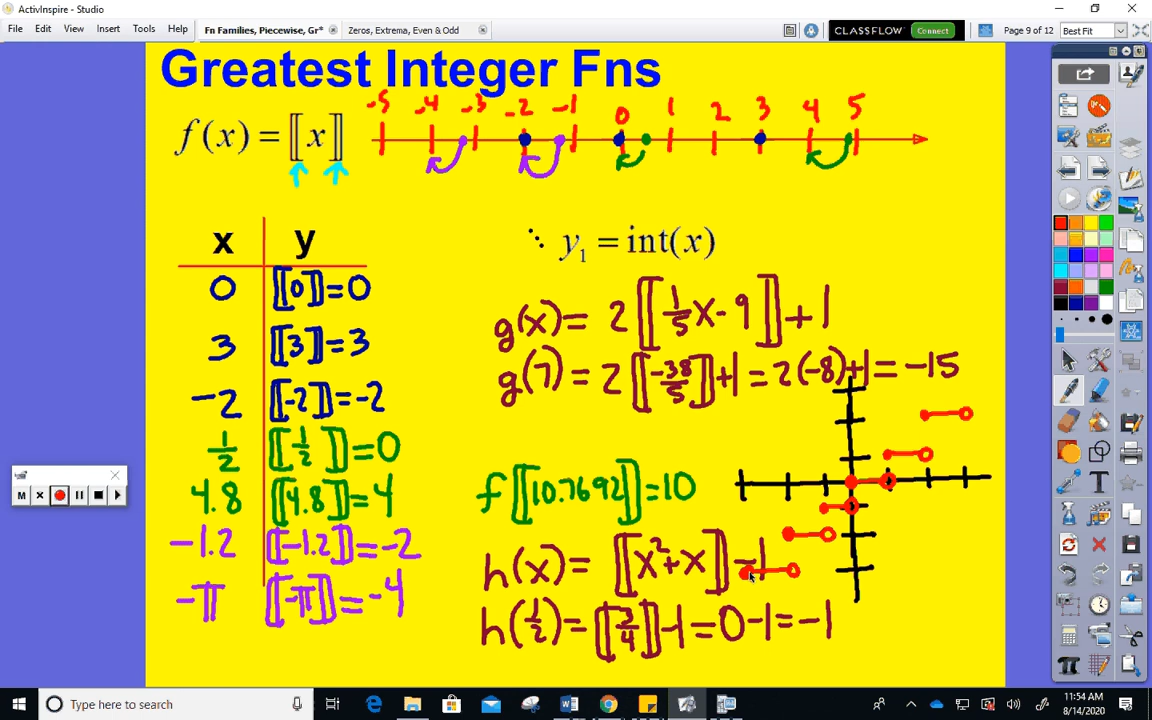 ActivInspire - Studio
File Edit View Insert Tools Help
Fn Families, Piecewise, Gr*
Zeros, Extrema, Even & Odd
CLASSFLOW Connect
Page 9 of 12
Best Fit
Greatest Integer Fns
-5 -4 -3 -2 -1 0 1 2 3 4 5
f(x) = ⟦x⟧
x y
0 ⟦0⟧=0
3 ⟦3⟧=3
-2 ⟦-2⟧=-2
1/2 ⟦1/2⟧=0
4.8 ⟦4.8⟧=4
-1.2 ⟦-1.2⟧=-2
-π ⟦-π⟧=-4
⋱ y₁ = int(x)
g(x)= 2⟦1/5x-9⟧+1
g(7) = 2⟦-38/5⟧+1=2(-8)+1=-15
f⟦10.7692⟧=10
h(x)= ⟦x²+x⟧-1
h(1/2)=⟦3/4⟧-1=0-1=-1
M
T
π
Type here to search
11:54 AM
8/14/2020